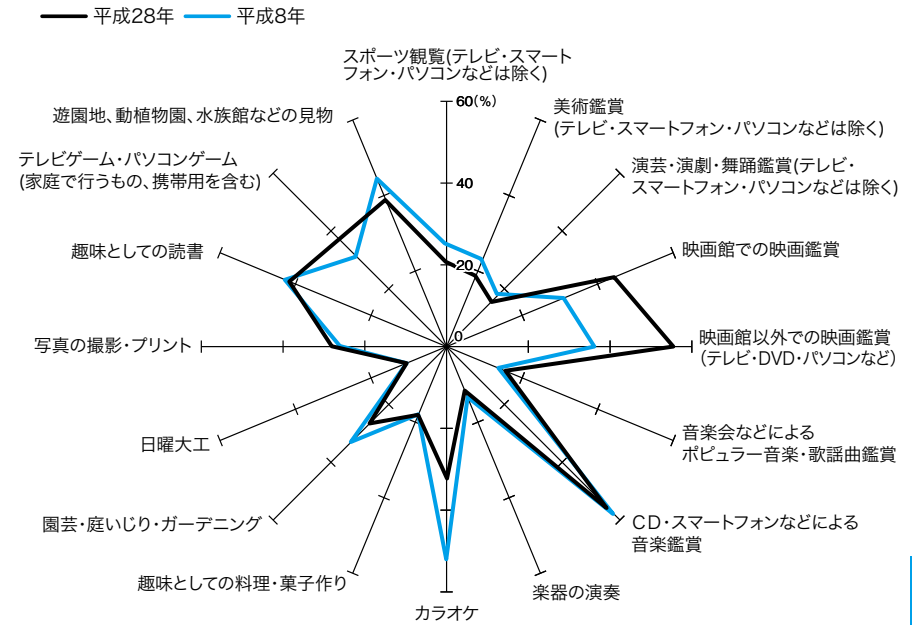 平成28年 平成8年
スポーツ観覧(テレビ・スマート
フォン・パソコンなどは除く)
60(%)
40
20
0
美術鑑賞
(テレビ・スマートフォン・パソコンなどは除く)
演芸・演劇・舞踊鑑賞(テレビ・
スマートフォン・パソコンなどは除く)
映画館での映画鑑賞
映画館以外での映画鑑賞
(テレビ・DVD・パソコンなど)
音楽会などによる
ポピュラー音楽・歌謡曲鑑賞
CD・スマートフォンなどによる
音楽鑑賞
楽器の演奏
カラオケ
趣味としての料理・菓子作り
園芸・庭いじり・ガーデニング
日曜大工
写真の撮影・プリント
趣味としての読書
テレビゲーム・パソコンゲーム
(家庭で行うもの、携帯用を含む)
遊園地、動植物園、水族館などの見物